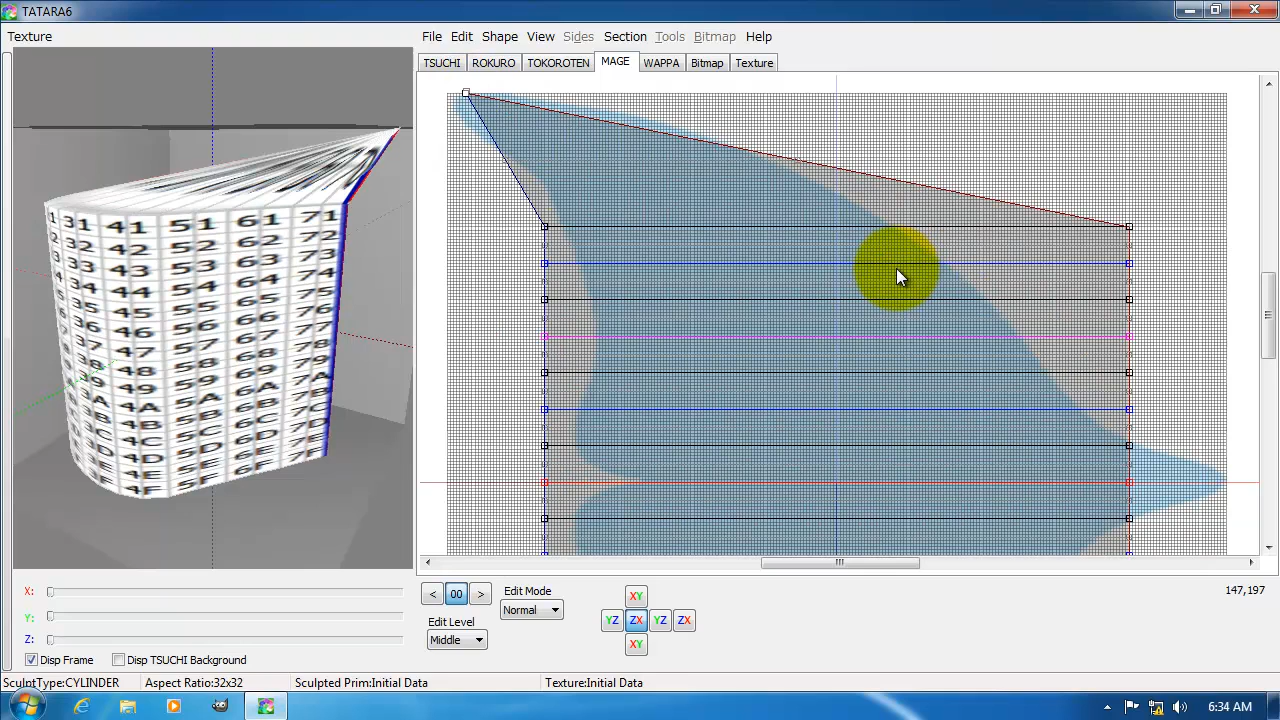 TATARA6
Texture
File Edit Shape View Sides Section Tools Bitmap Help
TSUCHI ROKURO TOKOROTEN MAGE WAPPA Bitmap Texture
31 41 51 61 71
32 42 52 62 72
33 43 53 63 73
34 44 54 64 74
35 45 55 65 75
36 46 56 66 76
37 47 57 67 77
38 48 58 68 78
39 49 59 69 79
3A 4A 5A 6A 7A
4B 5B 6B 7B
4C 5C 6C 7C
4D 5D 6D 7D
4E 5E 6E 7E
4F 5F 6F 7F
X:
Y:
Z:
Disp Frame Disp TSUCHI Background
< 00 >
Edit Mode
Normal
Edit Level
Middle
XY
YZ ZX YZ ZX
XY
147,197
SculptType:CYLINDER Aspect Ratio:32x32 Sculpted Prim:Initial Data Texture:Initial Data
6:34 AM